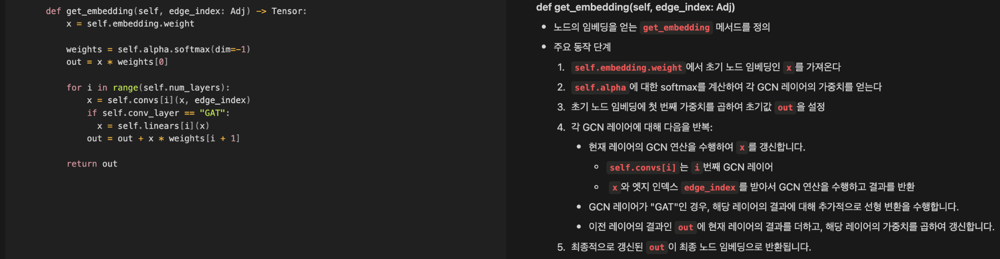 def get_embedding(self, edge_index: Adj) -> Tensor:
x = self.embedding.weight
weights = self.alpha.softmax(dim=-1)
out = x * weights[0]
for i in range(self.num_layers):
x = self.convs[i](x, edge_index)
if self.conv_layer == "GAT":
x = self.linears[i](x)
out = out + x * weights[i + 1]
return out
def get_embedding(self, edge_index: Adj)
• 노드의 임베딩을 얻는 get_embedding 메서드를 정의
• 주요 동작 단계
1. self.embedding.weight 에서 초기 노드 임베딩인 x 를 가져온다
2. self.alpha 에 대한 softmax를 계산하여 각 GCN 레이어의 가중치를 얻는다
3. 초기 노드 임베딩에 첫 번째 가중치를 곱하여 초기값 out 을 설정
4. 각 GCN 레이어에 대해 다음을 반복:
• 현재 레이어의 GCN 연산을 수행하여 x 를 갱신합니다.
◦ self.convs[i] 는 i 번째 GCN 레이어
◦ x 와 엣지 인덱스 edge_index 를 받아서 GCN 연산을 수행하고 결과를 반환
• GCN 레이어가 "GAT"인 경우, 해당 레이어의 결과에 대해 추가적으로 선형 변환을 수행합니다.
• 이전 레이어의 결과인 out 에 현재 레이어의 결과를 더하고, 해당 레이어의 가중치를 곱하여 갱신합니다.
5. 최종적으로 갱신된 out 이 최종 노드 임베딩으로 반환됩니다.